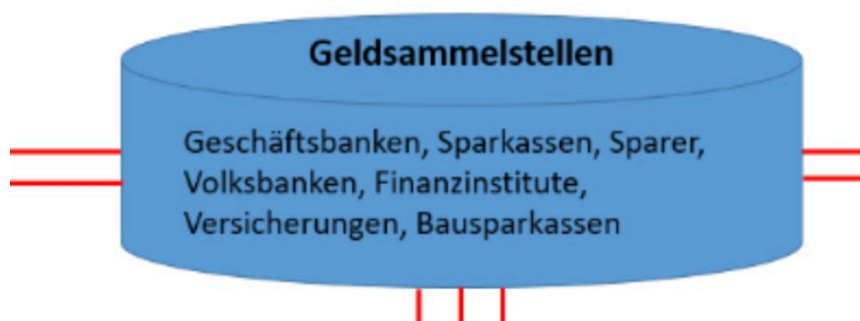 Geldsammelstellen
Geschäftsbanken, Sparkassen, Sparer,
Volksbanken, Finanzinstitute,
Versicherungen, Bausparkassen